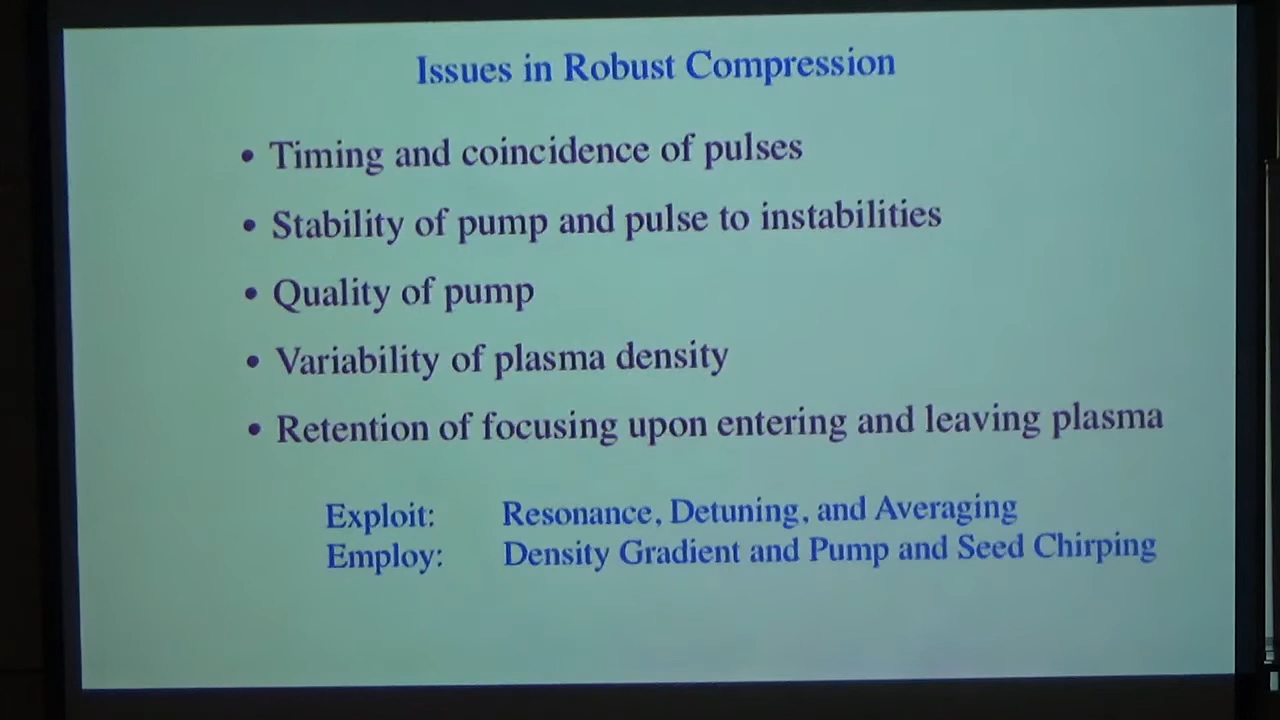 Issues in Robust Compression
• Timing and coincidence of pulses
• Stability of pump and pulse to instabilities
• Quality of pump
• Variability of plasma density
• Retention of focusing upon entering and leaving plasma
Exploit: Resonance, Detuning, and Averaging
Employ: Density Gradient and Pump and Seed Chirping